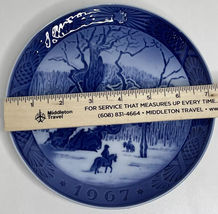 Middleton
Travel
FOR SERVICE THAT MEASURES UP EVERY TIME
(608) 831-4664 • MIDDLETON TRAVEL •
1967